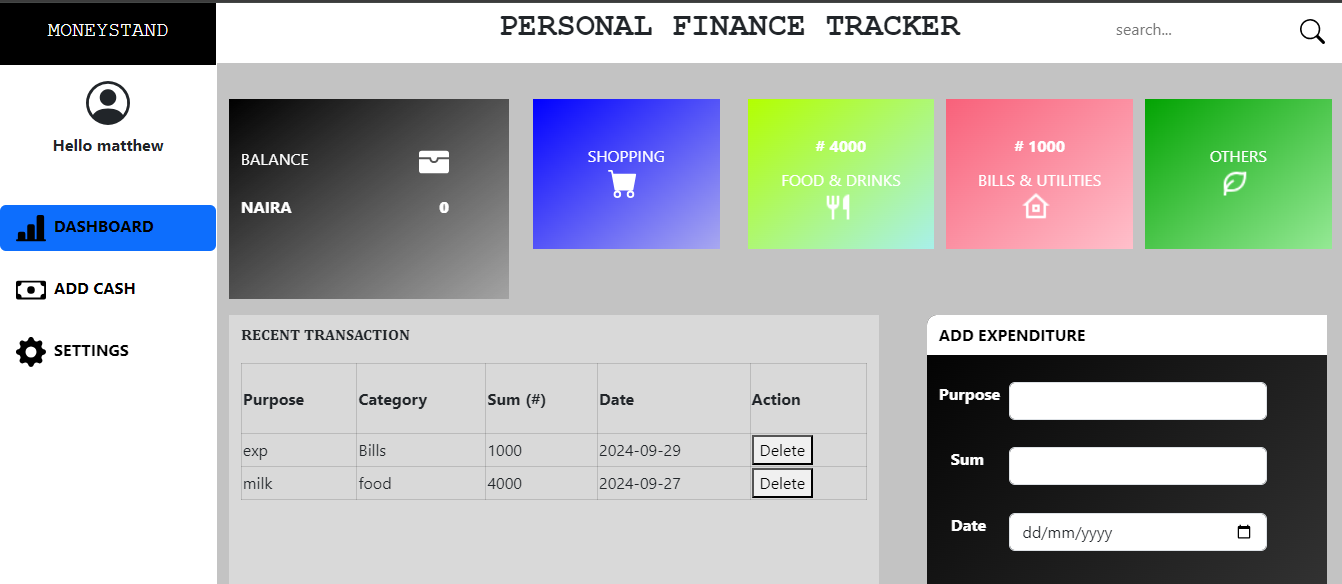 MONEYSTAND
PERSONAL FINANCE TRACKER
search...
Hello matthew
DASHBOARD
ADD CASH
SETTINGS
BALANCE
NAIRA 0
SHOPPING
# 4000
FOOD & DRINKS
# 1000
BILLS & UTILITIES
OTHERS
RECENT TRANSACTION
Purpose Category Sum (#) Date Action
exp Bills 1000 2024-09-29 Delete
milk food 4000 2024-09-27 Delete
ADD EXPENDITURE
Purpose
Sum
Date dd/mm/yyyy